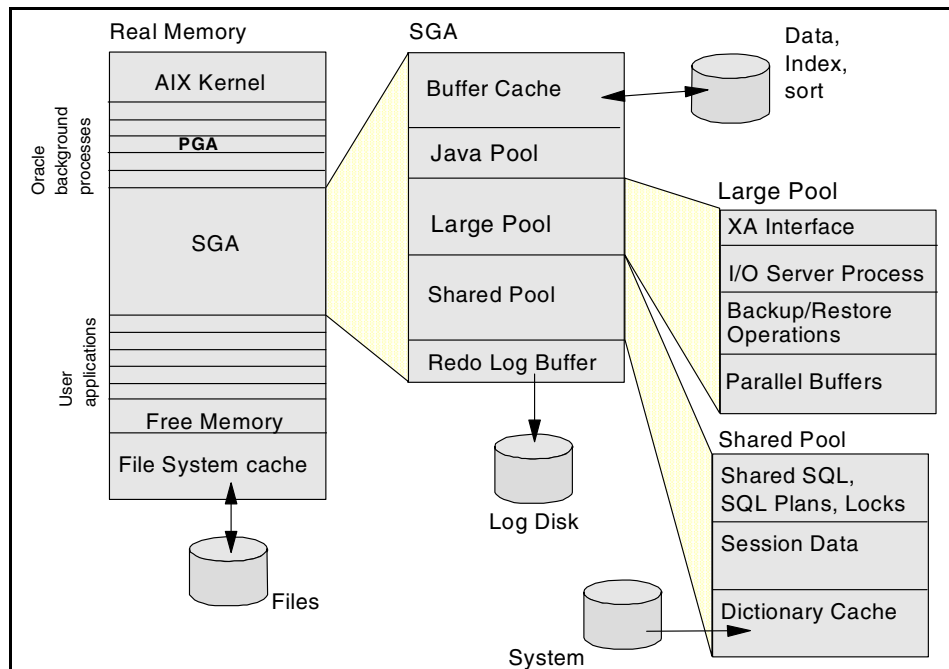 Real Memory
AIX Kernel
PGA
Oracle
background
processes
SGA
User
applications
Free Memory
File System cache
Files
SGA
Buffer Cache
Java Pool
Large Pool
Shared Pool
Redo Log Buffer
Log Disk
Data,
Index,
sort
Large Pool
XA Interface
I/O Server Process
Backup/Restore
Operations
Parallel Buffers
Shared Pool
Shared SQL,
SQL Plans, Locks
Session Data
Dictionary Cache
System